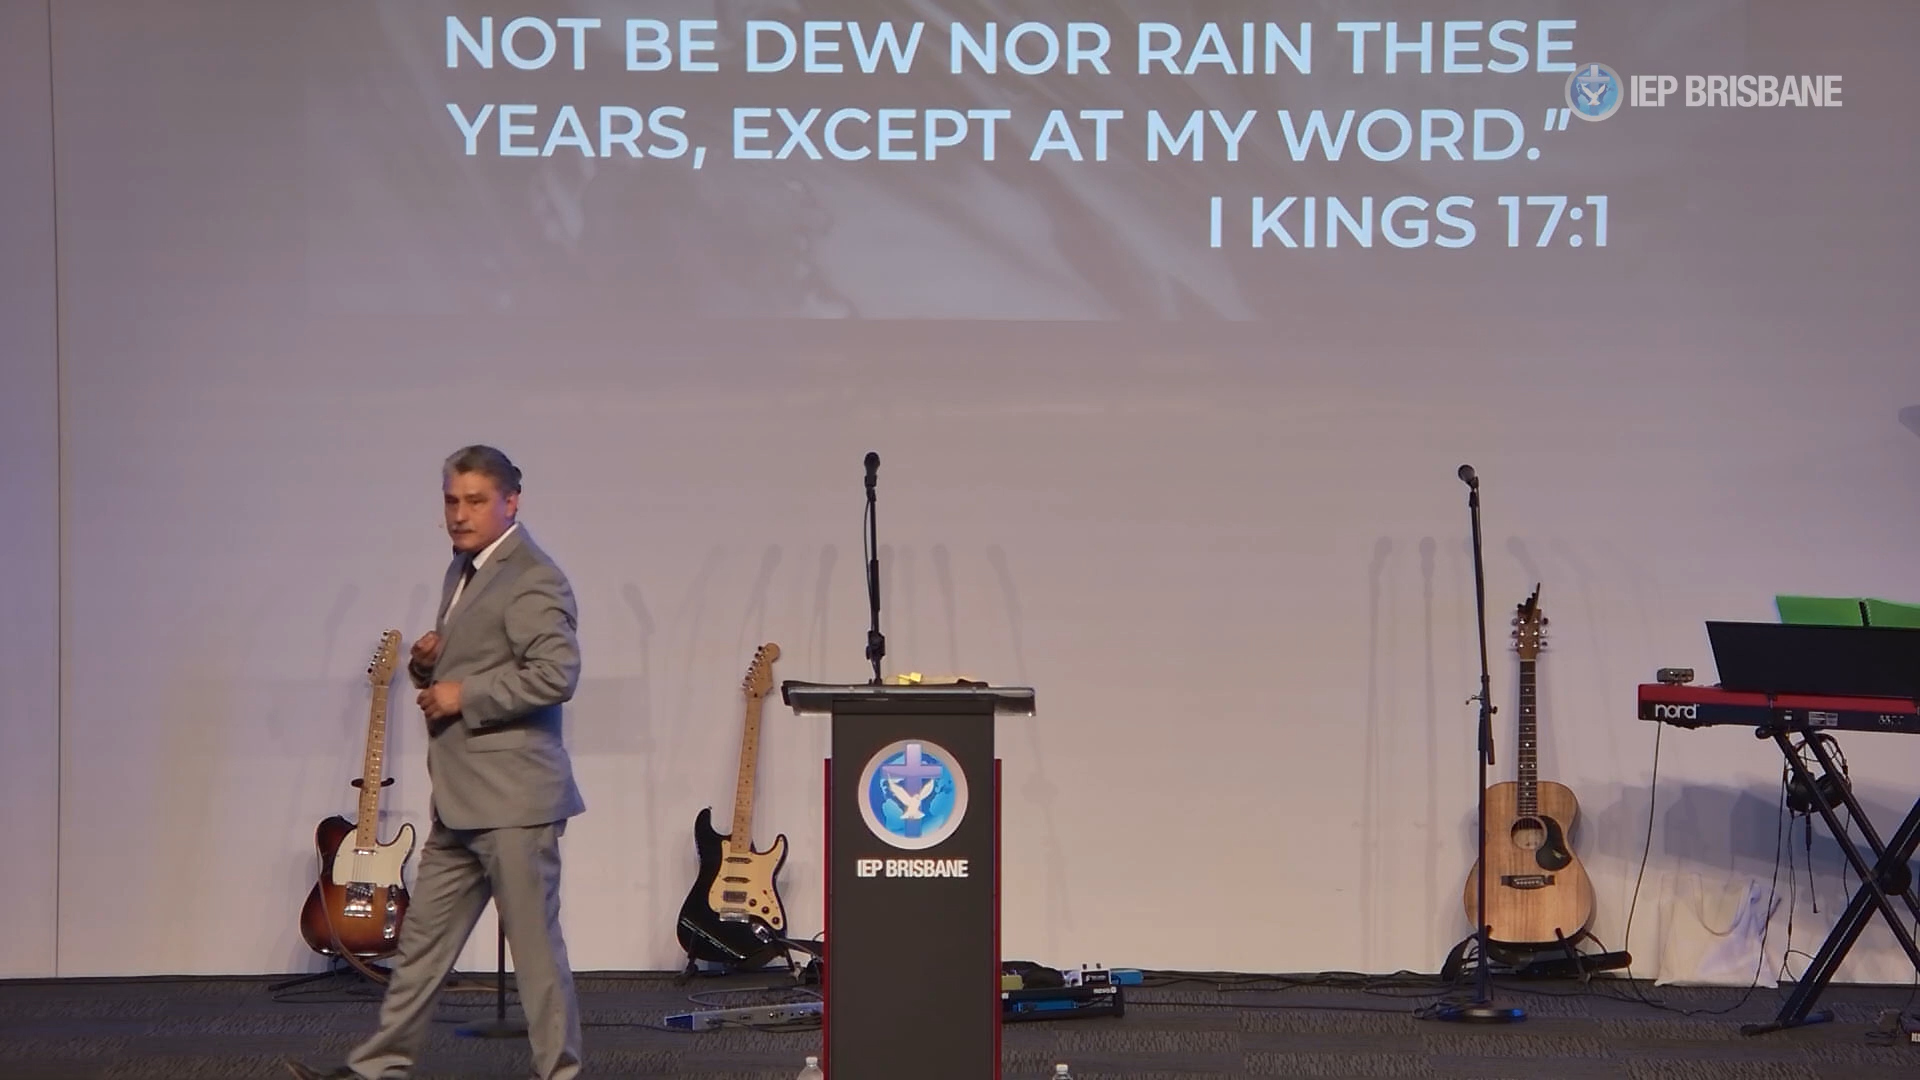 NOT BE DEW NOR RAIN THESE
YEARS, EXCEPT AT MY WORD.”
I KINGS 17:1
IEP BRISBANE
nord
IEP BRISBANE